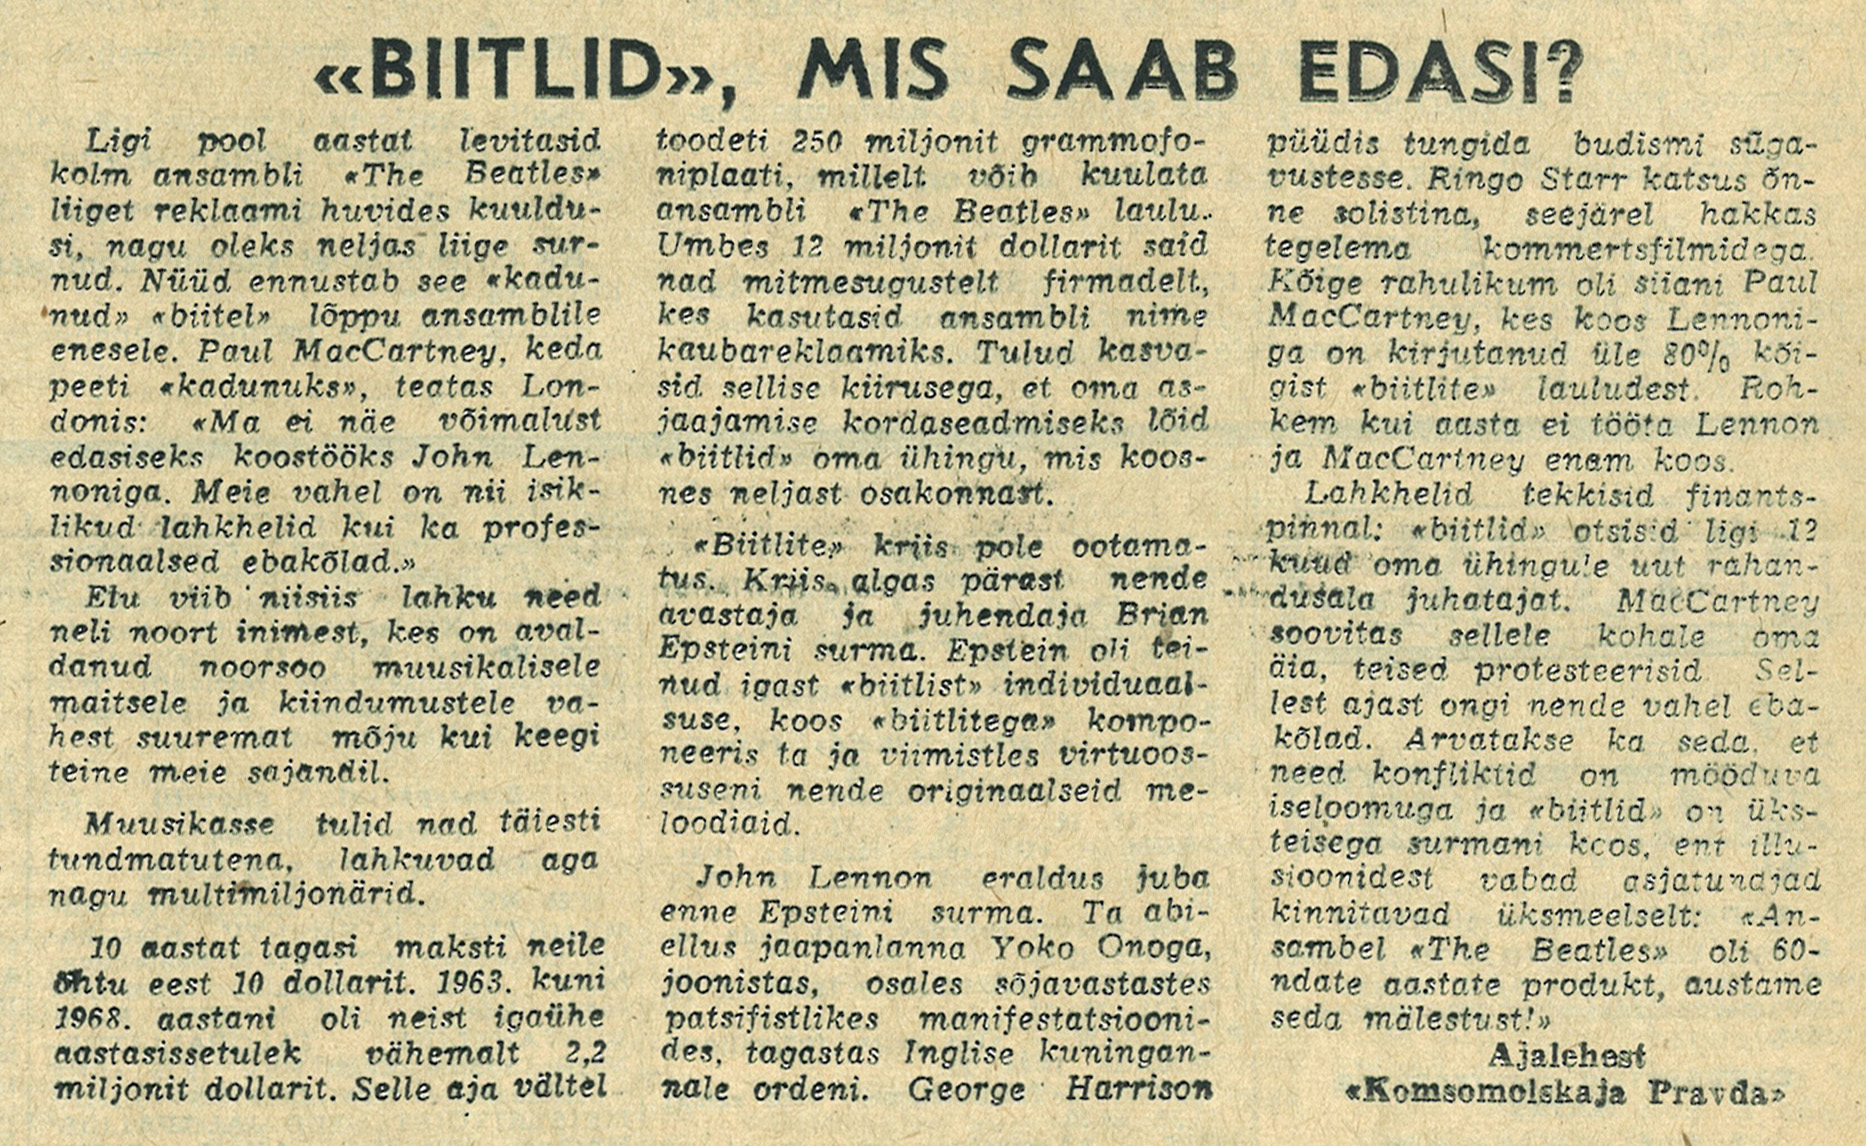 «BIITLID», MIS SAAB EDASI?
Ligi pool aastat levitasid
kolm ansambli «The Beatles»
liiget reklaami huvides kuuldu-
si, nagu oleks neljas liige sur-
nud. Nüüd ennustab see «kadu-
nud» «biitel» lõppu ansamblile
enesele. Paul MacCartney, keda
peeti «kadunuks», teatas Lon-
donis: «Ma ei näe võimalust
edasiseks koostööks John Len-
noniga. Meie vahel on nii isik-
likud lahkhelid kui ka profes-
sionaalsed ebakõlad.»
Elu viib niisiis lahku need
neli noort inimest, kes on aval-
danud noorsoo muusikalisele
maitsele ja kiindumustele va-
hest suuremat mõju kui keegi
teine meie sajandil.
Muusikasse tulid nad täiesti
tundmatutena, lahkuvad aga
nagu multimiljonärid.
10 aastat tagasi maksti neile
õhtu eest 10 dollarit. 1963. kuni
1968. aastani oli neist igaühe
aastasissetulek vähemalt 2,2
miljonit dollarit. Selle aja vältel
toodeti 250 miljonit grammofo-
niplaati, millelt võib kuulata
ansambli «The Beatles» laulu.
Umbes 12 miljonit dollarit said
nad mitmesugustelt firmadelt,
kes kasutasid ansambli nime
kaubareklaamiks. Tulud kasva-
sid sellise kiirusega, et oma as-
jaajamise kordaseadmiseks lõid
«biitlid» oma ühingu, mis koos-
nes neljast osakonnast.
«Biitlite» kriis pole ootama-
tus. Kriis algas pärast nende
avastaja ja juhendaja Brian
Epsteini surma. Epstein oli tei-
nud igast «biitlist» individuaal-
suse, koos «biitlitega» kompo-
neeris ta ja viimistles virtuoos-
suseni nende originaalseid me-
loodiaid.
John Lennon eraldus juba
enne Epsteini surma. Ta abi-
ellus jaapanlanna Yoko Onoga,
joonistas, osales sõjavastastes
patsifistlikes manifestatsiooni-
des, tagastas Inglise kuningan-
nale ordeni. George Harrison
püüdis tungida budismi süga-
vustesse. Ringo Starr katsus õn-
ne solistina, seejärel hakkas
tegelema kommertsfilmidega.
Kõige rahulikum oli siiani Paul
MacCartney, kes koos Lennoni-
ga on kirjutanud üle 80% kõi-
gist «biitlite» lauludest. Roh-
kem kui aasta ei tööta Lennon
ja MacCartney enam koos.
Lahkhelid tekkisid finants-
pinnal: «biitlid» otsisid ligi 12
kuud oma ühingule uut rahan-
dusala juhatajat. MacCartney
soovitas sellele kohale oma
äia, teised protesteerisid. Sel-
lest ajast ongi nende vahel eba-
kõlad. Arvatakse ka seda, et
need konfliktid on mööduva
iseloomuga ja «biitlid» on üks-
teisega surmani koos, ent illu-
sioonidest vabad asjatundjad
kinnitavad üksmeelselt: «An-
sambel «The Beatles» oli 60-
ndate aastate produkt, austame
seda mälestust!»
Ajalehest
«Komsomolskaja Pravda»